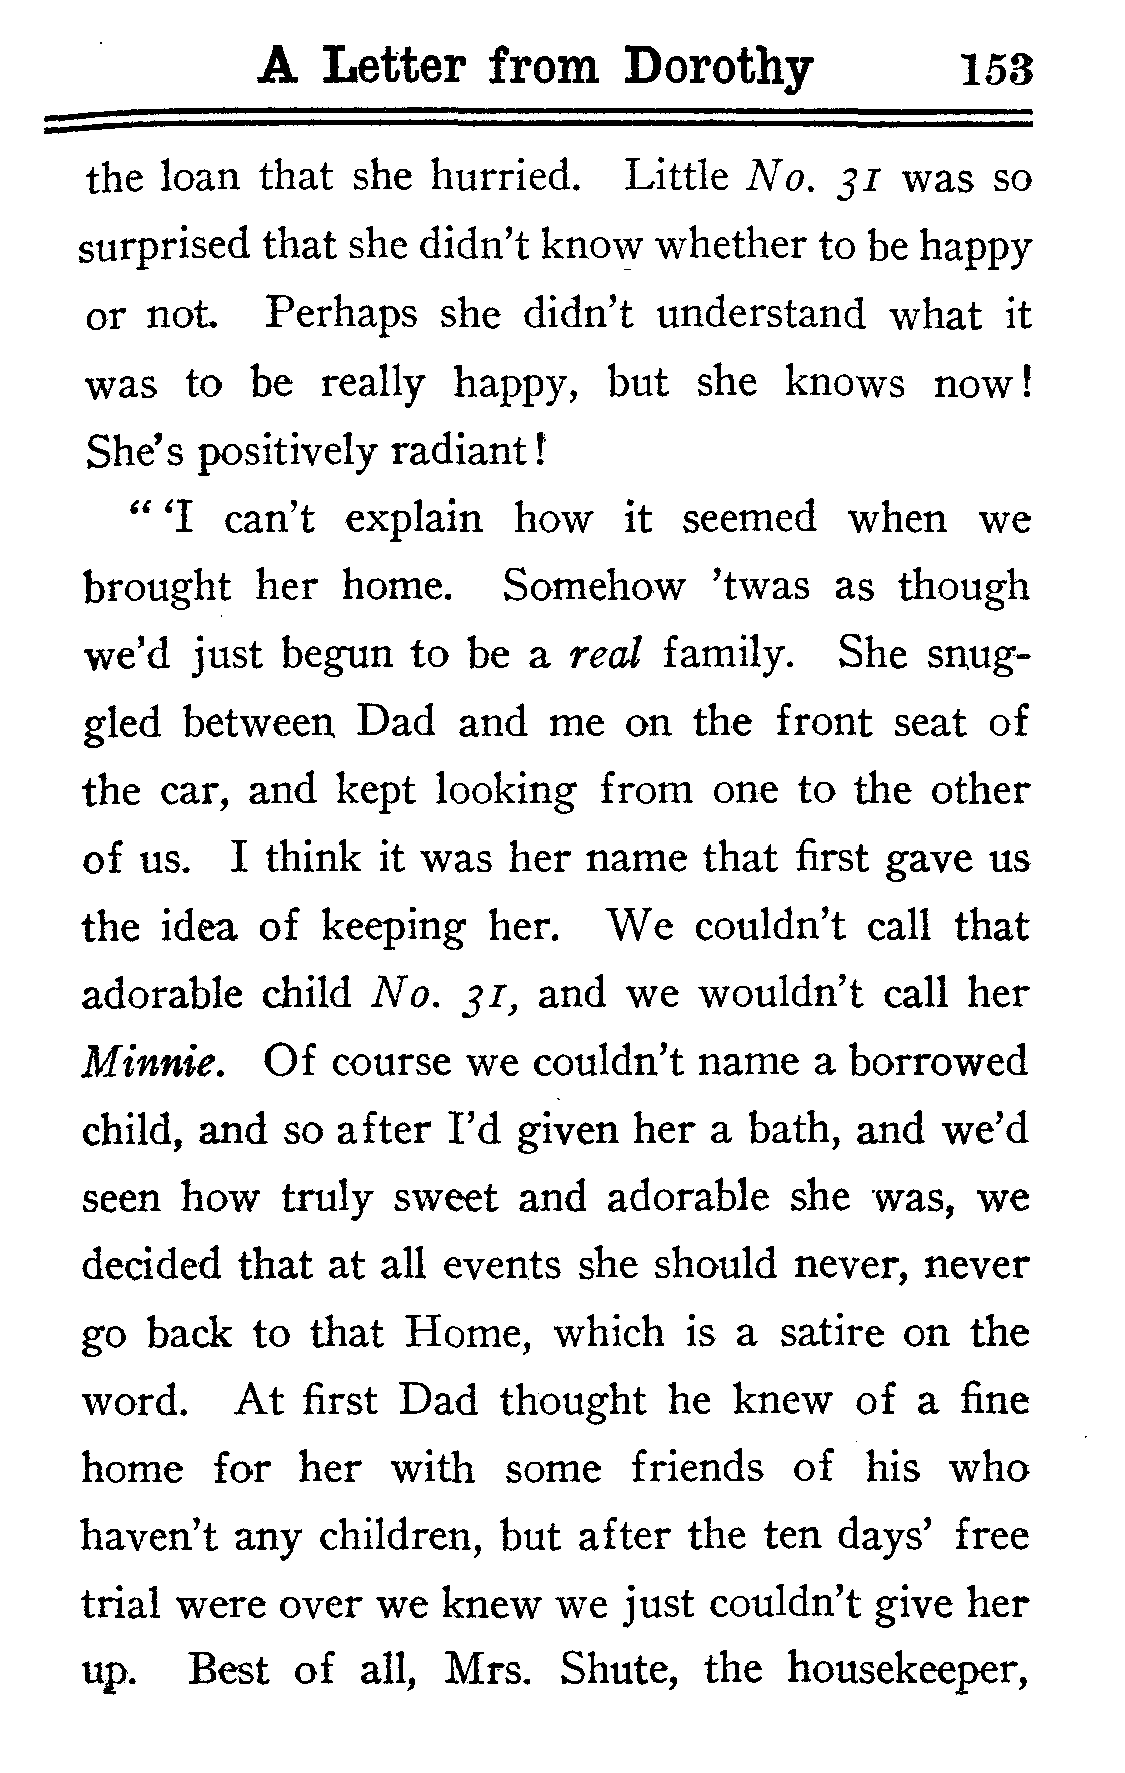 A Letter from Dorothy 153
the loan that she hurried. Little No. 31 was so
surprised that she didn't know whether to be happy
or not. Perhaps she didn't understand what it
was to be really happy, but she knows now!
She's positively radiant!
" 'I can't explain how it seemed when we
brought her home. Somehow 'twas as though
we'd just begun to be a real family. She snug-
gled between Dad and me on the front seat of
the car, and kept looking from one to the other
of us. I think it was her name that first gave us
the idea of keeping her. We couldn't call that
adorable child No. 31, and we wouldn't call her
Minnie. Of course we couldn't name a borrowed
child, and so after I'd given her a bath, and we'd
seen how truly sweet and adorable she was, we
decided that at all events she should never, never
go back to that Home, which is a satire on the
word. At first Dad thought he knew of a fine
home for her with some friends of his who
haven't any children, but after the ten days' free
trial were over we knew we just couldn't give her
up. Best of all, Mrs. Shute, the housekeeper,